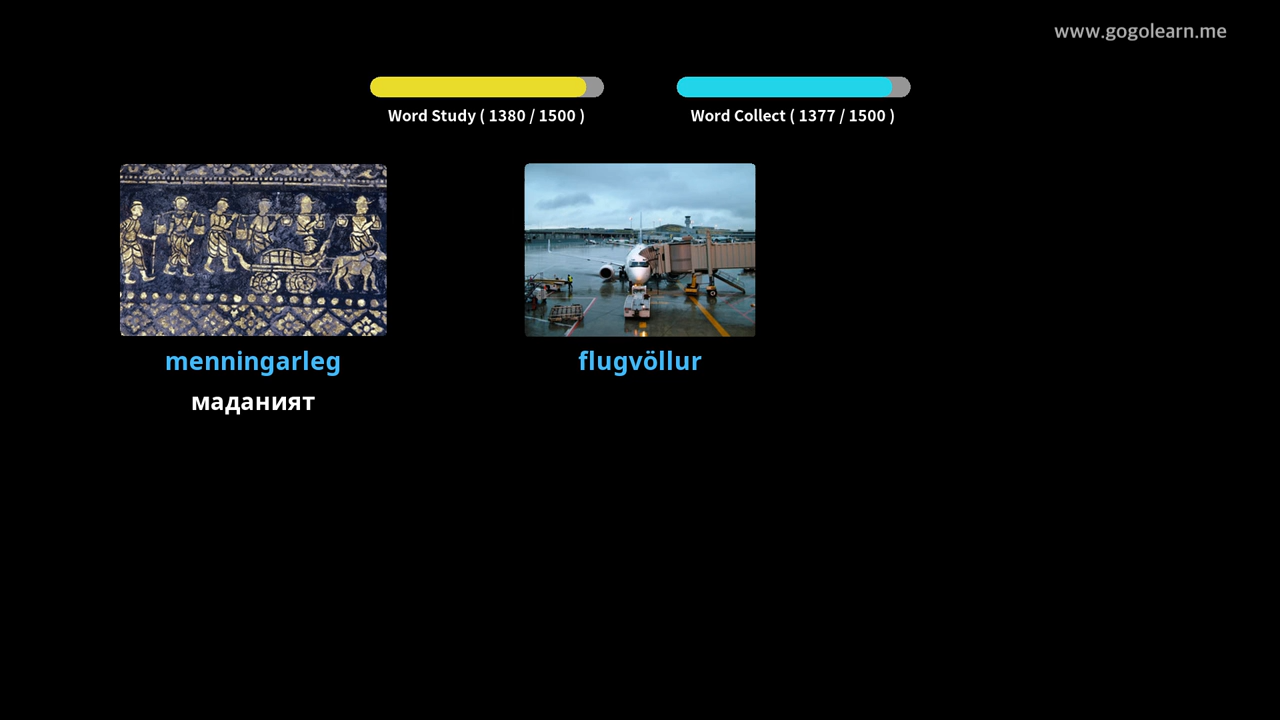 www.gogolearn.me
Word Study ( 1380 / 1500 )
Word Collect ( 1377 / 1500 )
menningarleg
маданият
flugvöllur